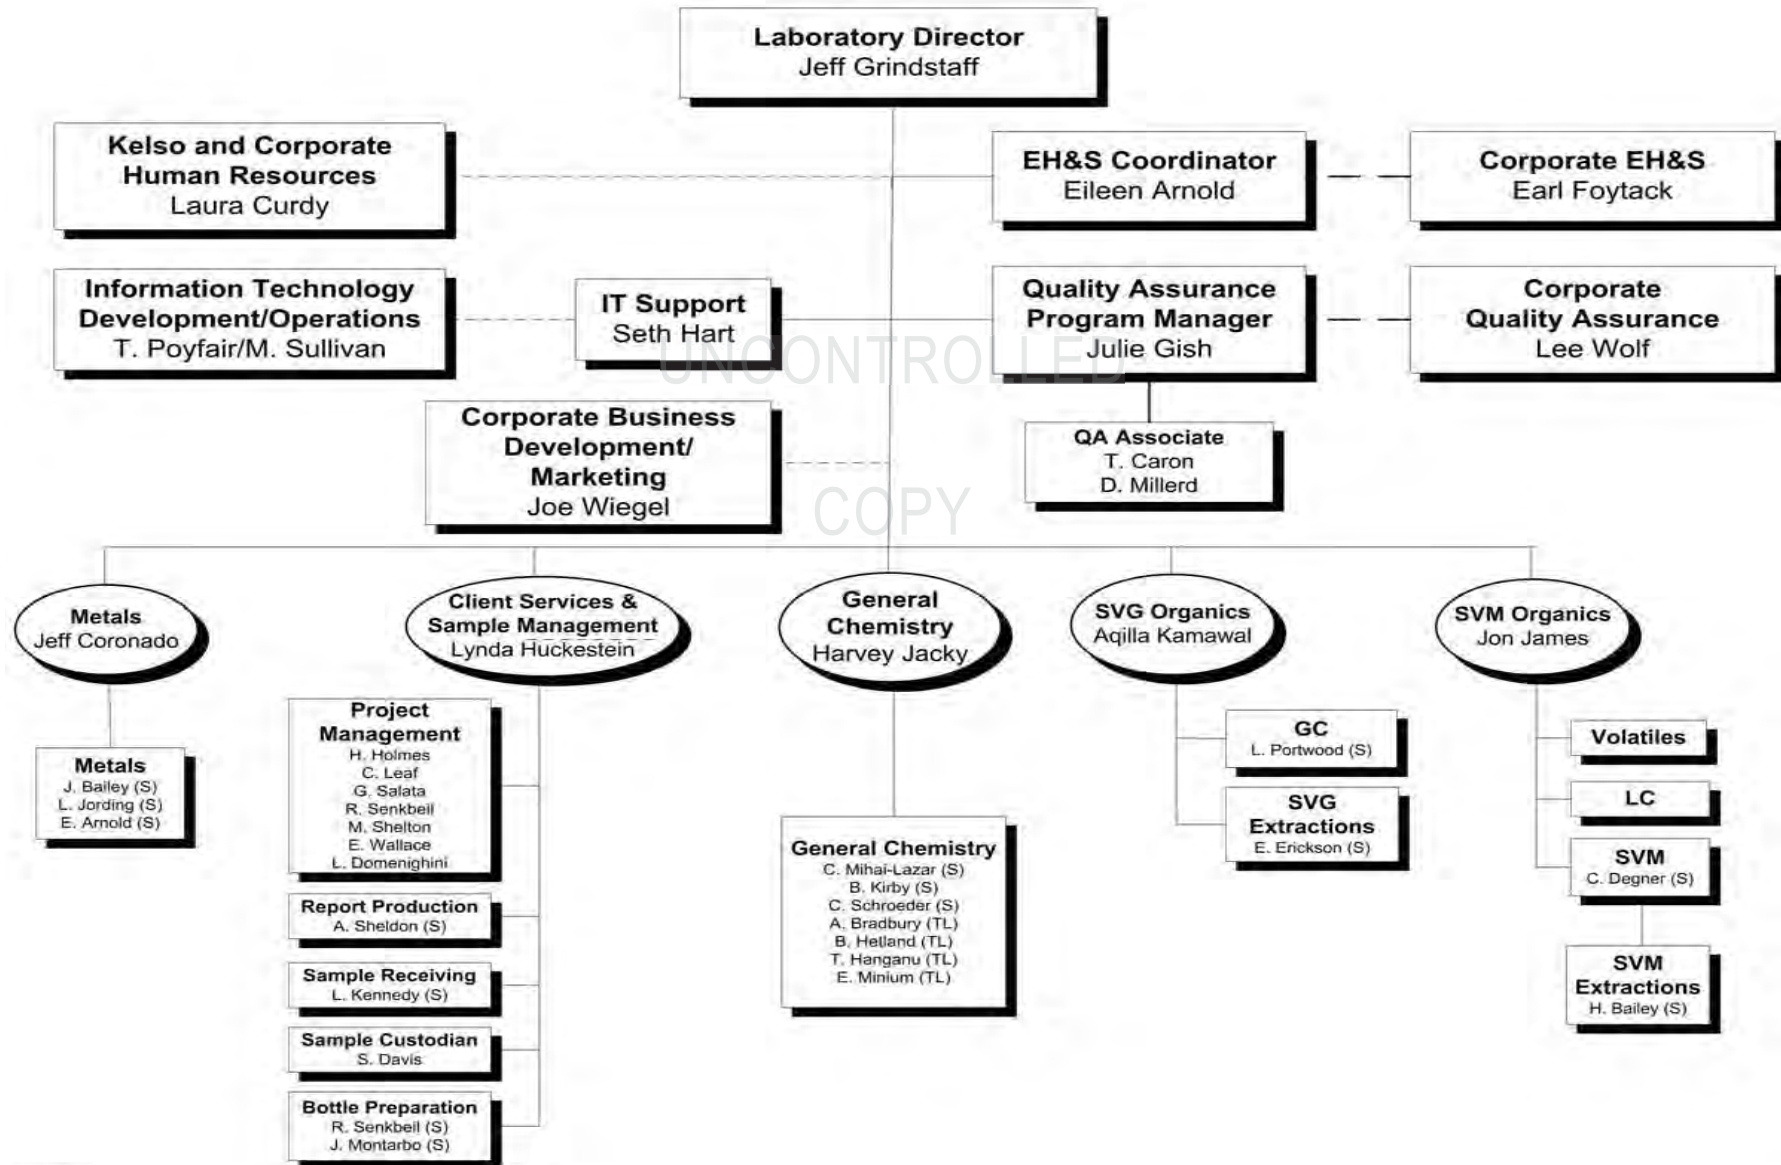 Laboratory Director
Jeff Grindstaff
Kelso and Corporate
Human Resources
Laura Curdy
EH&S Coordinator
Eileen Arnold
Corporate EH&S
Earl Foytack
Information Technology
Development/Operations
T. Poyfair/M. Sullivan
IT Support
Seth Hart
Quality Assurance
Program Manager
Julie Gish
Corporate
Quality Assurance
Lee Wolf
UNCONTROLLED
COPY
Corporate Business
Development/
Marketing
Joe Wiegel
QA Associate
T. Caron
D. Millerd
Metals
Jeff Coronado
Client Services &
Sample Management
Lynda Huckestein
General
Chemistry
Harvey Jacky
SVG Organics
Aqilla Kamawal
SVM Organics
Jon James
Metals
J. Bailey (S)
L. Jording (S)
E. Arnold (S)
Project
Management
H. Holmes
C. Leaf
G. Salata
R. Senkbeil
M. Shelton
E. Wallace
L. Domenighini
Report Production
A. Sheldon (S)
Sample Receiving
L. Kennedy (S)
Sample Custodian
S. Davis
Bottle Preparation
R. Senkbeil (S)
J. Montarbo (S)
General Chemistry
C. Mihai-Lazar (S)
B. Kirby (S)
C. Schroeder (S)
A. Bradbury (TL)
B. Hetland (TL)
T. Hanganu (TL)
E. Minium (TL)
GC
L. Portwood (S)
SVG
Extractions
E. Erickson (S)
Volatiles
LC
SVM
C. Degner (S)
SVM
Extractions
H. Bailey (S)